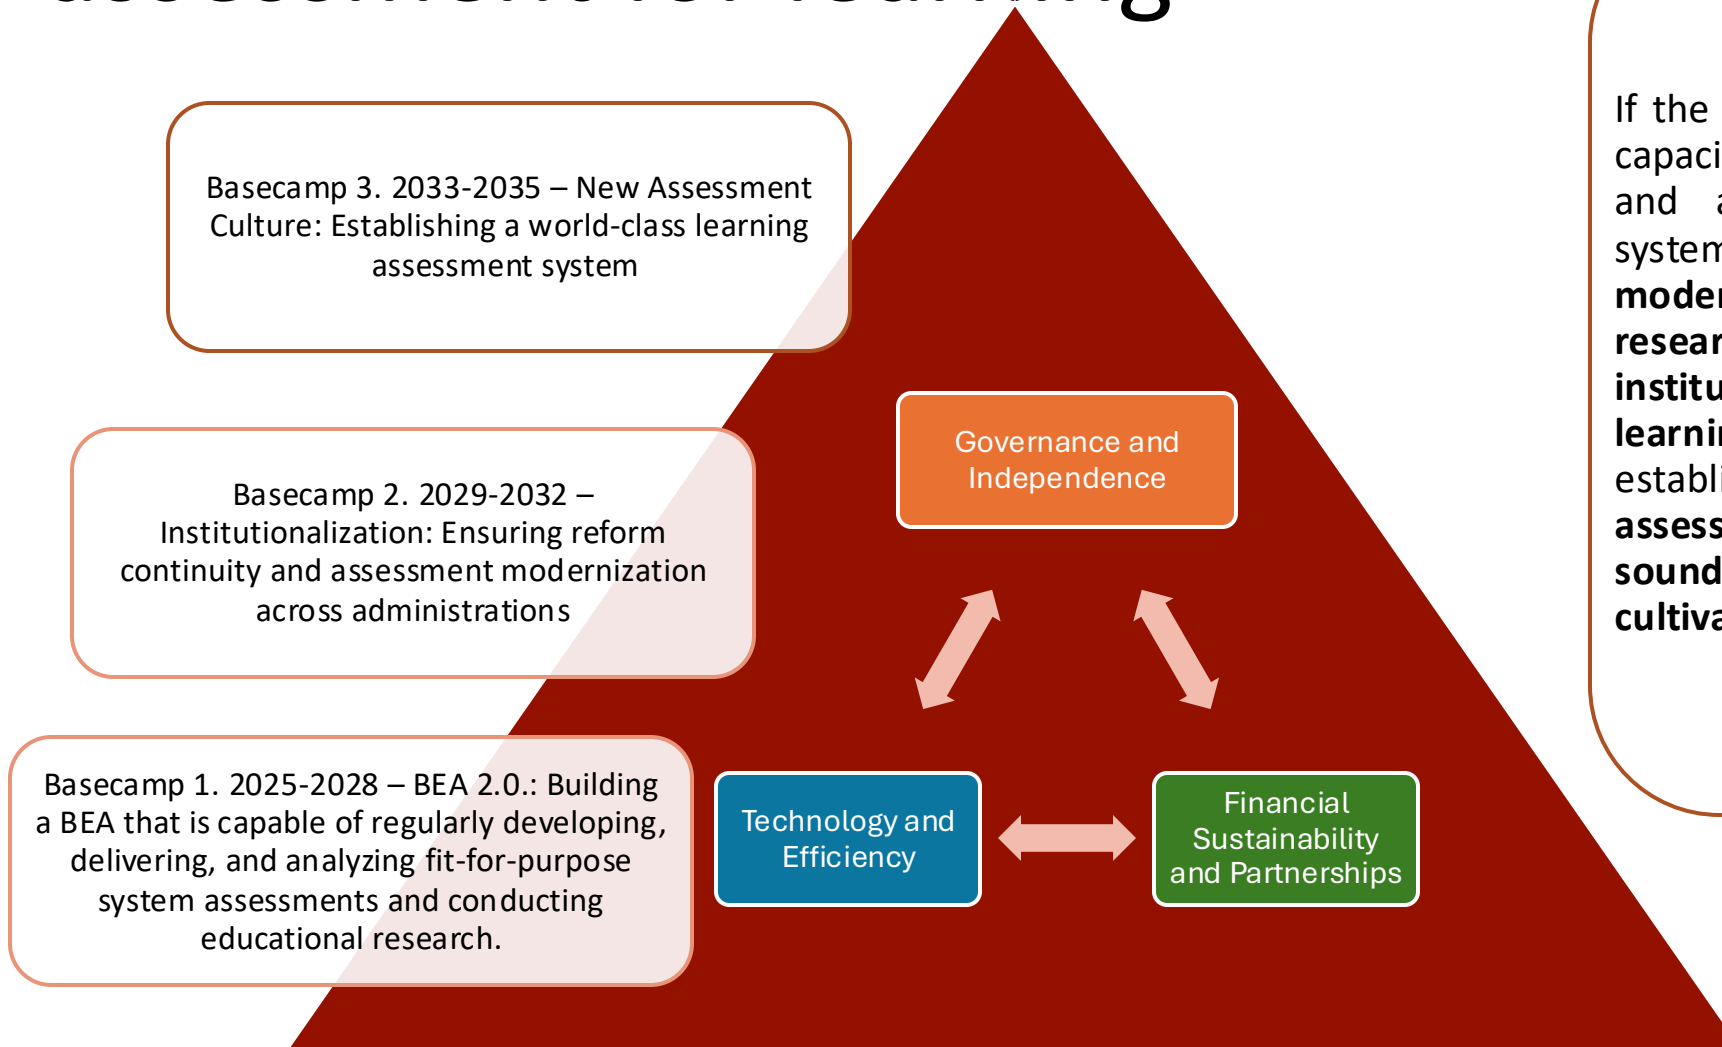 assessment for learning
Basecamp 3. 2033-2035 – New Assessment
Culture: Establishing a world-class learning
assessment system
Basecamp 2. 2029-2032 –
Institutionalization: Ensuring reform
continuity and assessment modernization
across administrations
Basecamp 1. 2025-2028 – BEA 2.0.: Building
a BEA that is capable of regularly developing,
delivering, and analyzing fit-for-purpose
system assessments and conducting
educational research.
Governance and
Independence
Technology and
Efficiency
Financial
Sustainability
and Partnerships
If the
and